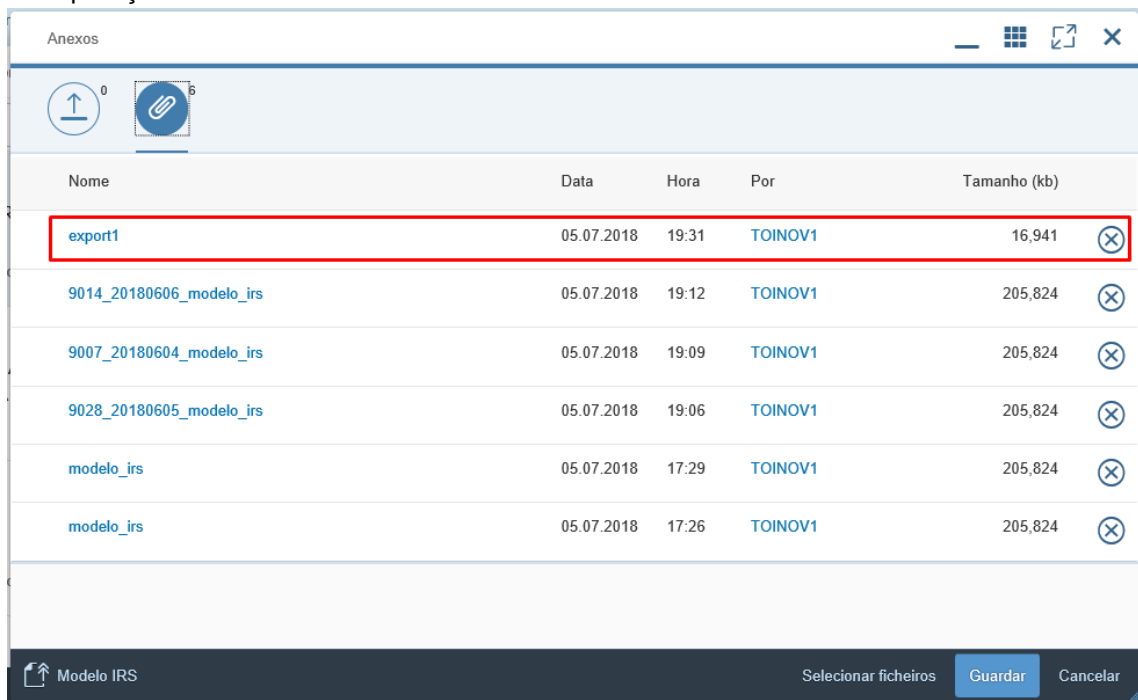 Anexos
0
6
Nome Data Hora Por Tamanho (kb)
export1 05.07.2018 19:31 TOINOV1 16,941
9014_20180606_modelo_irs 05.07.2018 19:12 TOINOV1 205,824
9007_20180604_modelo_irs 05.07.2018 19:09 TOINOV1 205,824
9028_20180605_modelo_irs 05.07.2018 19:06 TOINOV1 205,824
modelo_irs 05.07.2018 17:29 TOINOV1 205,824
modelo_irs 05.07.2018 17:26 TOINOV1 205,824
Modelo IRS Selecionar ficheiros Guardar Cancelar